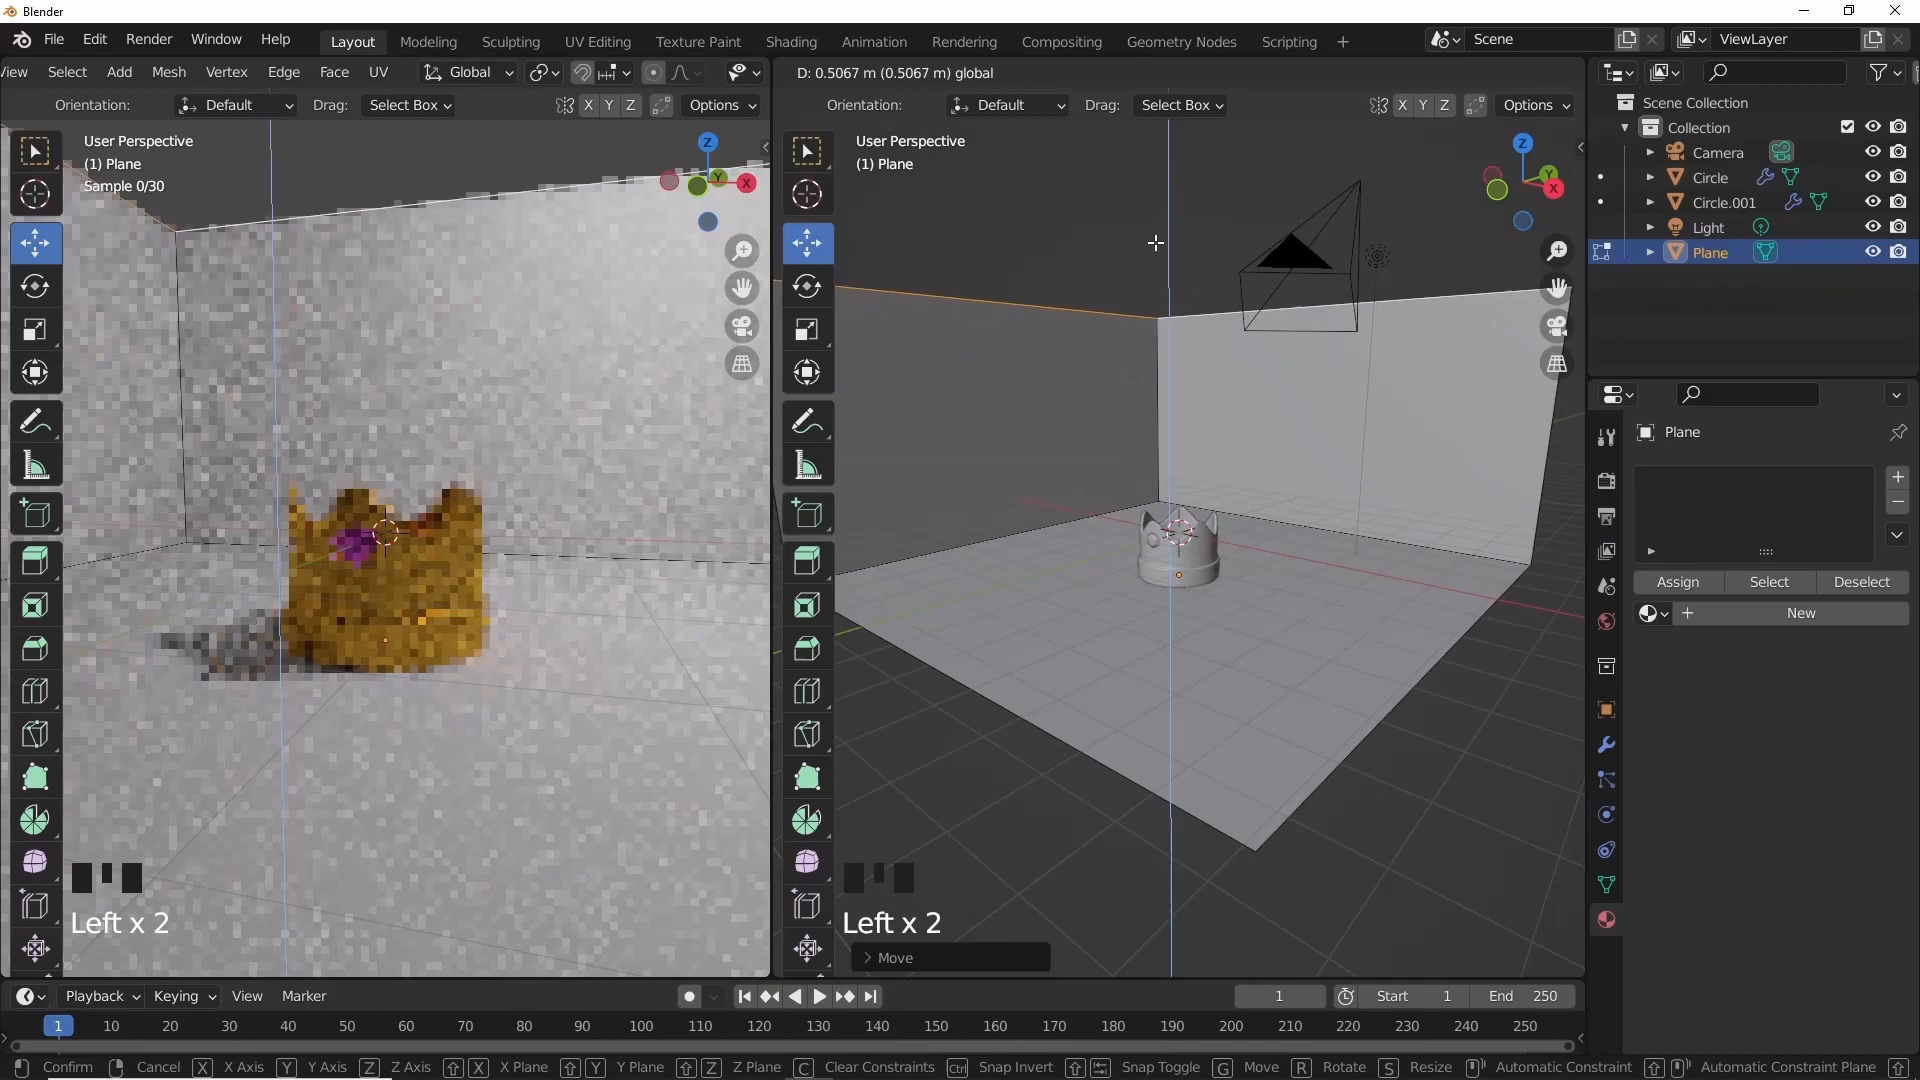 Blender
File Edit Render Window Help Layout Modeling Sculpting UV Editing Texture Paint Shading Animation Rendering Compositing Geometry Nodes Scripting + Scene ViewLayer
iew Select Add Mesh Vertex Edge Face UV Global
D: 0.5067 m (0.5067 m) global
Orientation: Default Drag: Select Box X Y Z Options
Orientation: Default Drag: Select Box X Y Z Options
User Perspective
(1) Plane
Sample 0/30
Z
Y
X
User Perspective
(1) Plane
Z
Y
X
Scene Collection
Collection
Camera
Circle
Circle.001
Light
Plane
Plane
Assign Select Deselect
+ New
Left x 2
Left x 2
> Move
Playback Keying View Marker 1 Start 1 End 250
1 10 20 30 40 50 60 70 80 90 100 110 120 130 140 150 160 170 180 190 200 210 220 230 240 250
Confirm Cancel X X Axis Y Y Axis Z Z Axis X X Plane Y Y Plane Z Z Plane C Clear Constraints Ctrl Snap Invert Snap Toggle G Move R Rotate S Resize Automatic Constraint Automatic Constraint Plane